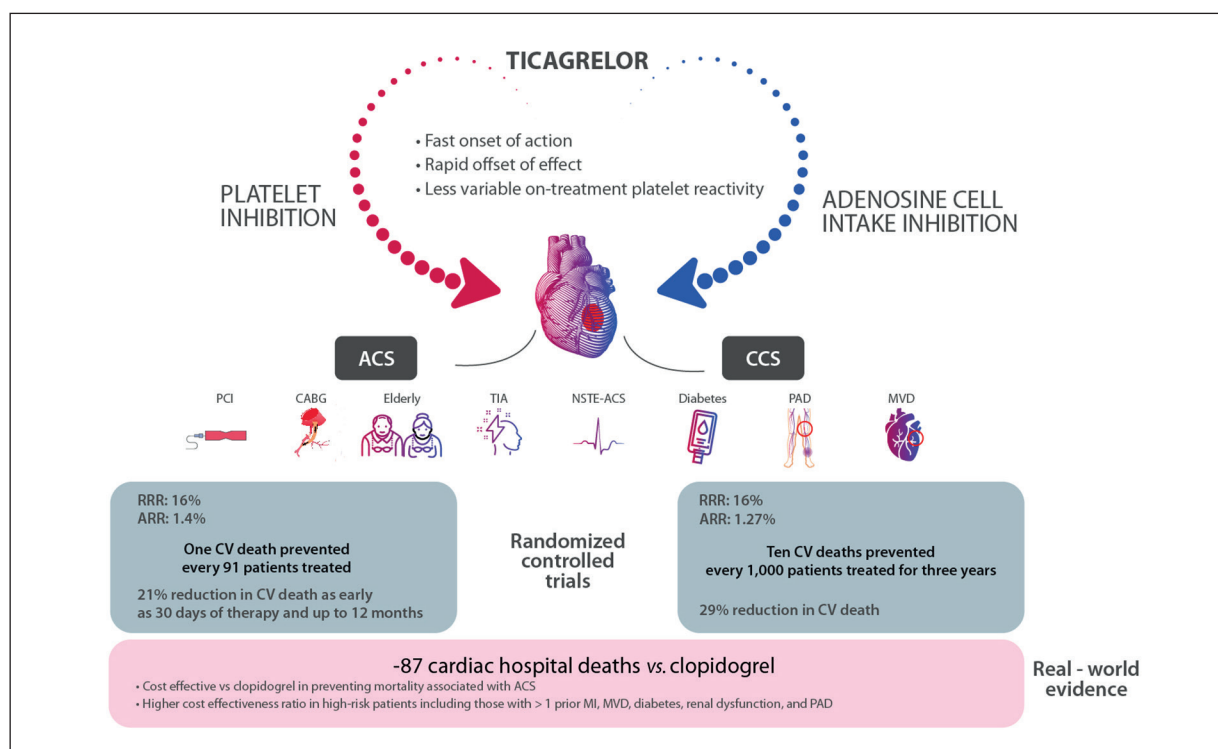 TICAGRELOR
• Fast onset of action
• Rapid offset of effect
• Less variable on-treatment platelet reactivity
PLATELET
INHIBITION
ADENOSINE CELL
INTAKE INHIBITION
ACS
CCS
PCI
CABG
Elderly
TIA
NSTE-ACS
Diabetes
PAD
MVD
RRR: 16%
ARR: 1.4%
One CV death prevented
every 91 patients treated
21% reduction in CV death as early
as 30 days of therapy and up to 12 months
Randomized
controlled
trials
RRR: 16%
ARR: 1.27%
Ten CV deaths prevented
every 1,000 patients treated for three years
29% reduction in CV death
-87 cardiac hospital deaths vs. clopidogrel
• Cost effective vs clopidogrel in preventing mortality associated with ACS
• Higher cost effectiveness ratio in high-risk patients including those with > 1 prior MI, MVD, diabetes, renal dysfunction, and PAD
Real - world
evidence